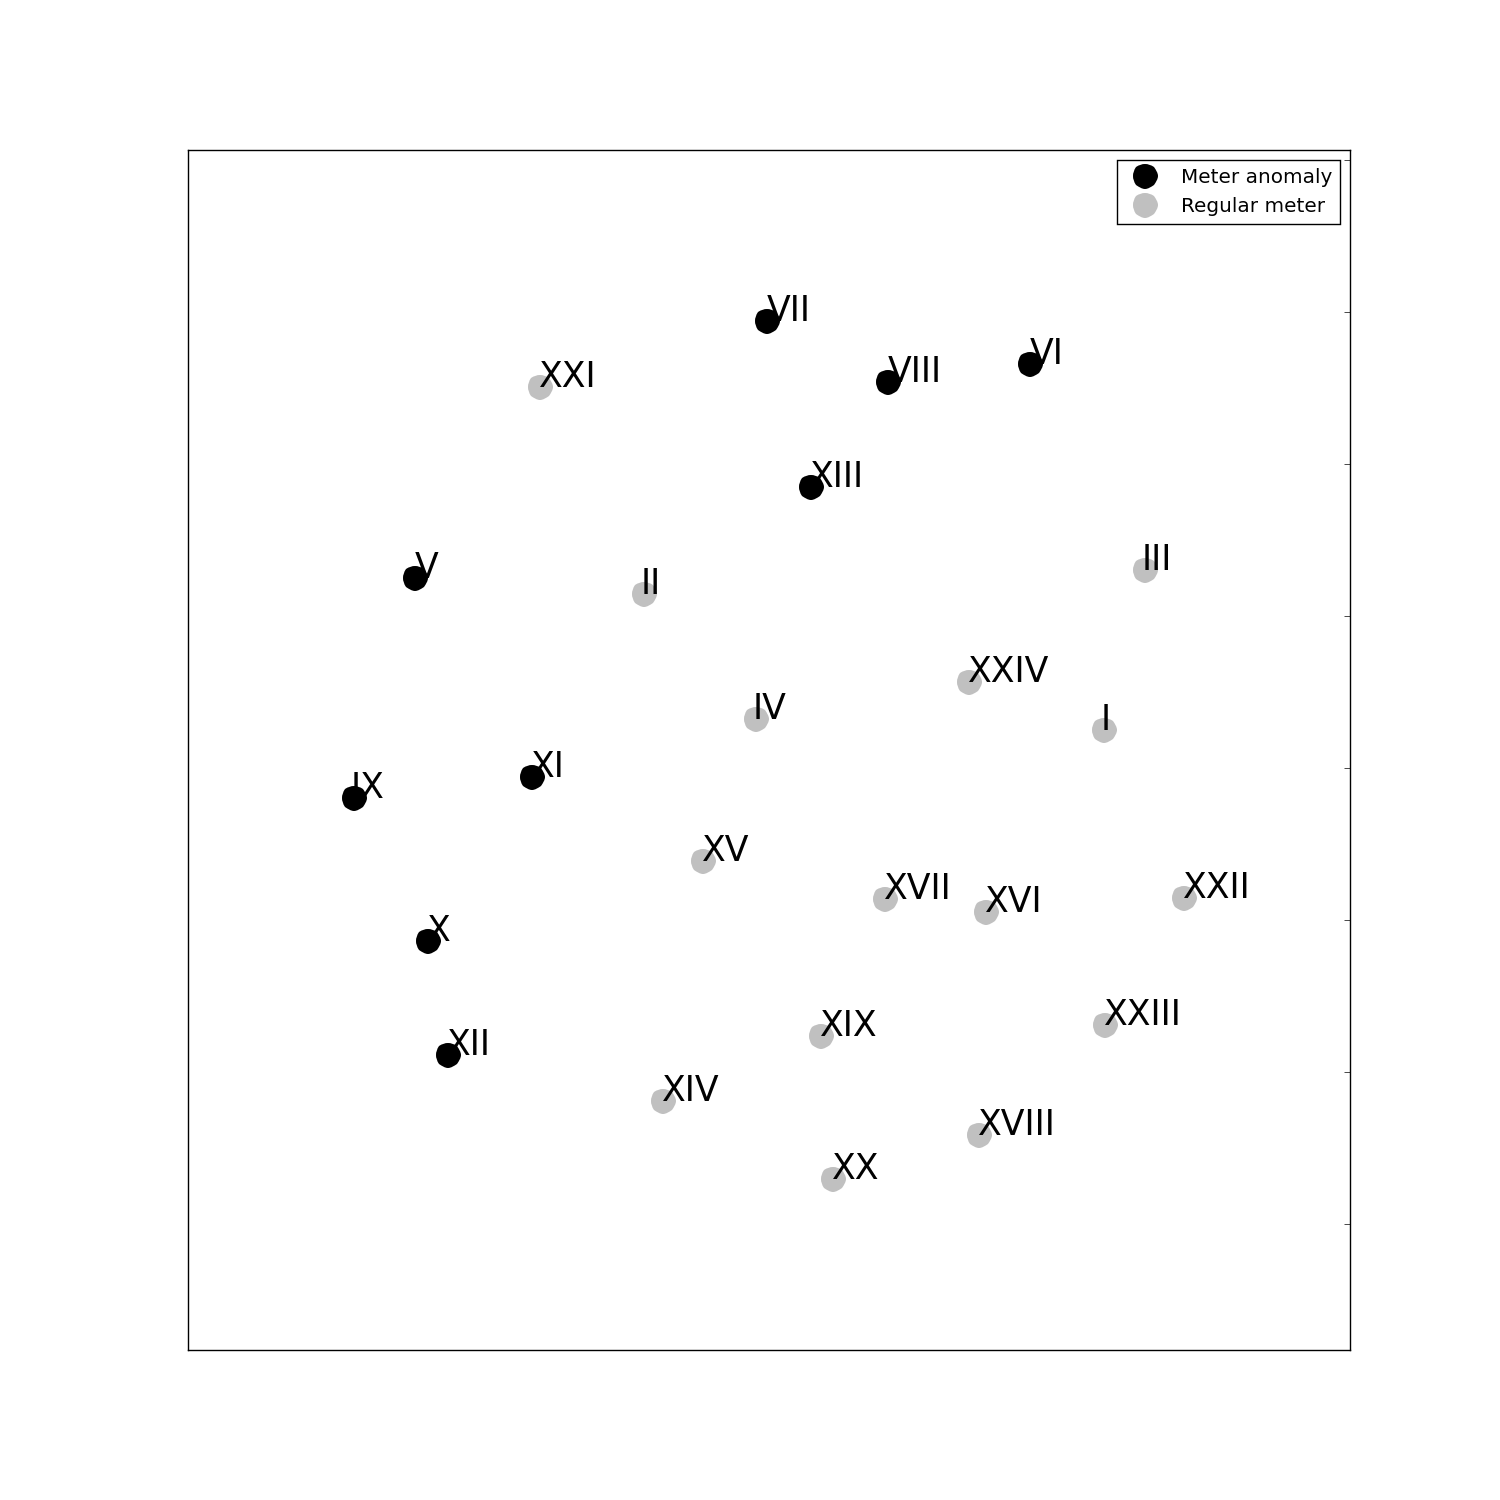 Meter anomaly
Regular meter
VII
VI
VIII
XXI
XIII
III
V
II
XXIV
IV
I
XI
IX
XV
XXII
XVII
XVI
X
XXIII
XIX
XII
XIV
XVIII
XX